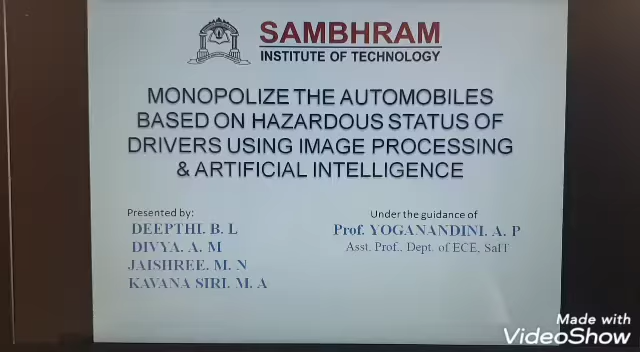 SAMBHRAM
INSTITUTE OF TECHNOLOGY
MONOPOLIZE THE AUTOMOBILES
BASED ON HAZARDOUS STATUS OF
DRIVERS USING IMAGE PROCESSING
& ARTIFICIAL INTELLIGENCE
Presented by:
DEEPTHI. B. L
DIVYA. A. M
JAISHREE. M. N
KAVANA SIRI. M. A
Under the guidance of
Prof. YOGANANDINI. A. P
Asst. Prof., Dept. of ECE, SaIT
Made with
VideoShow